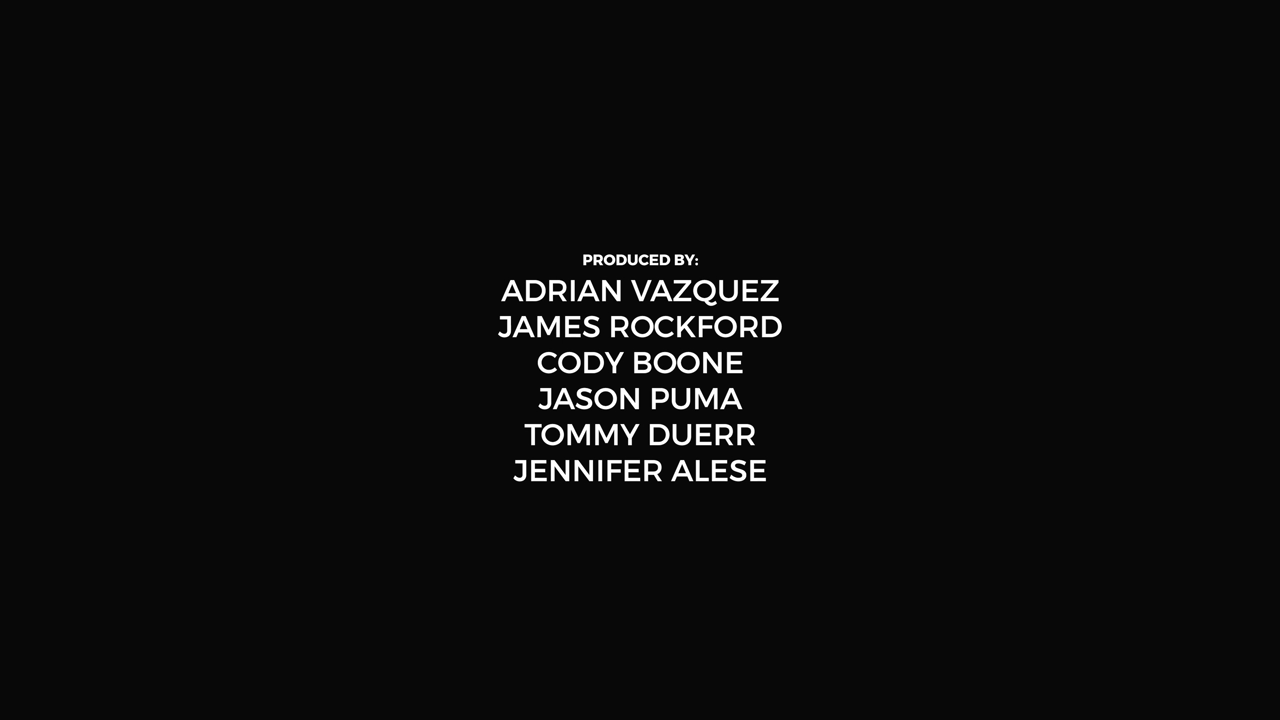 PRODUCED BY:
ADRIAN VAZQUEZ
JAMES ROCKFORD
CODY BOONE
JASON PUMA
TOMMY DUERR
JENNIFER ALESE